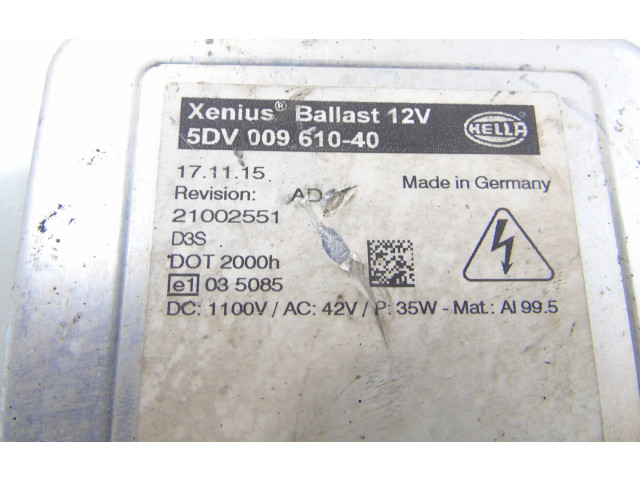 Xenius® Ballast 12V
5DV 009 610-40
HELLA
17.11.15.
Made in Germany
Revision:
21002551
D3S
DOT 2000h
e1 03 5085
DC: 1100V / AC: 42V / P: 35W - Mat.: Al 99.5